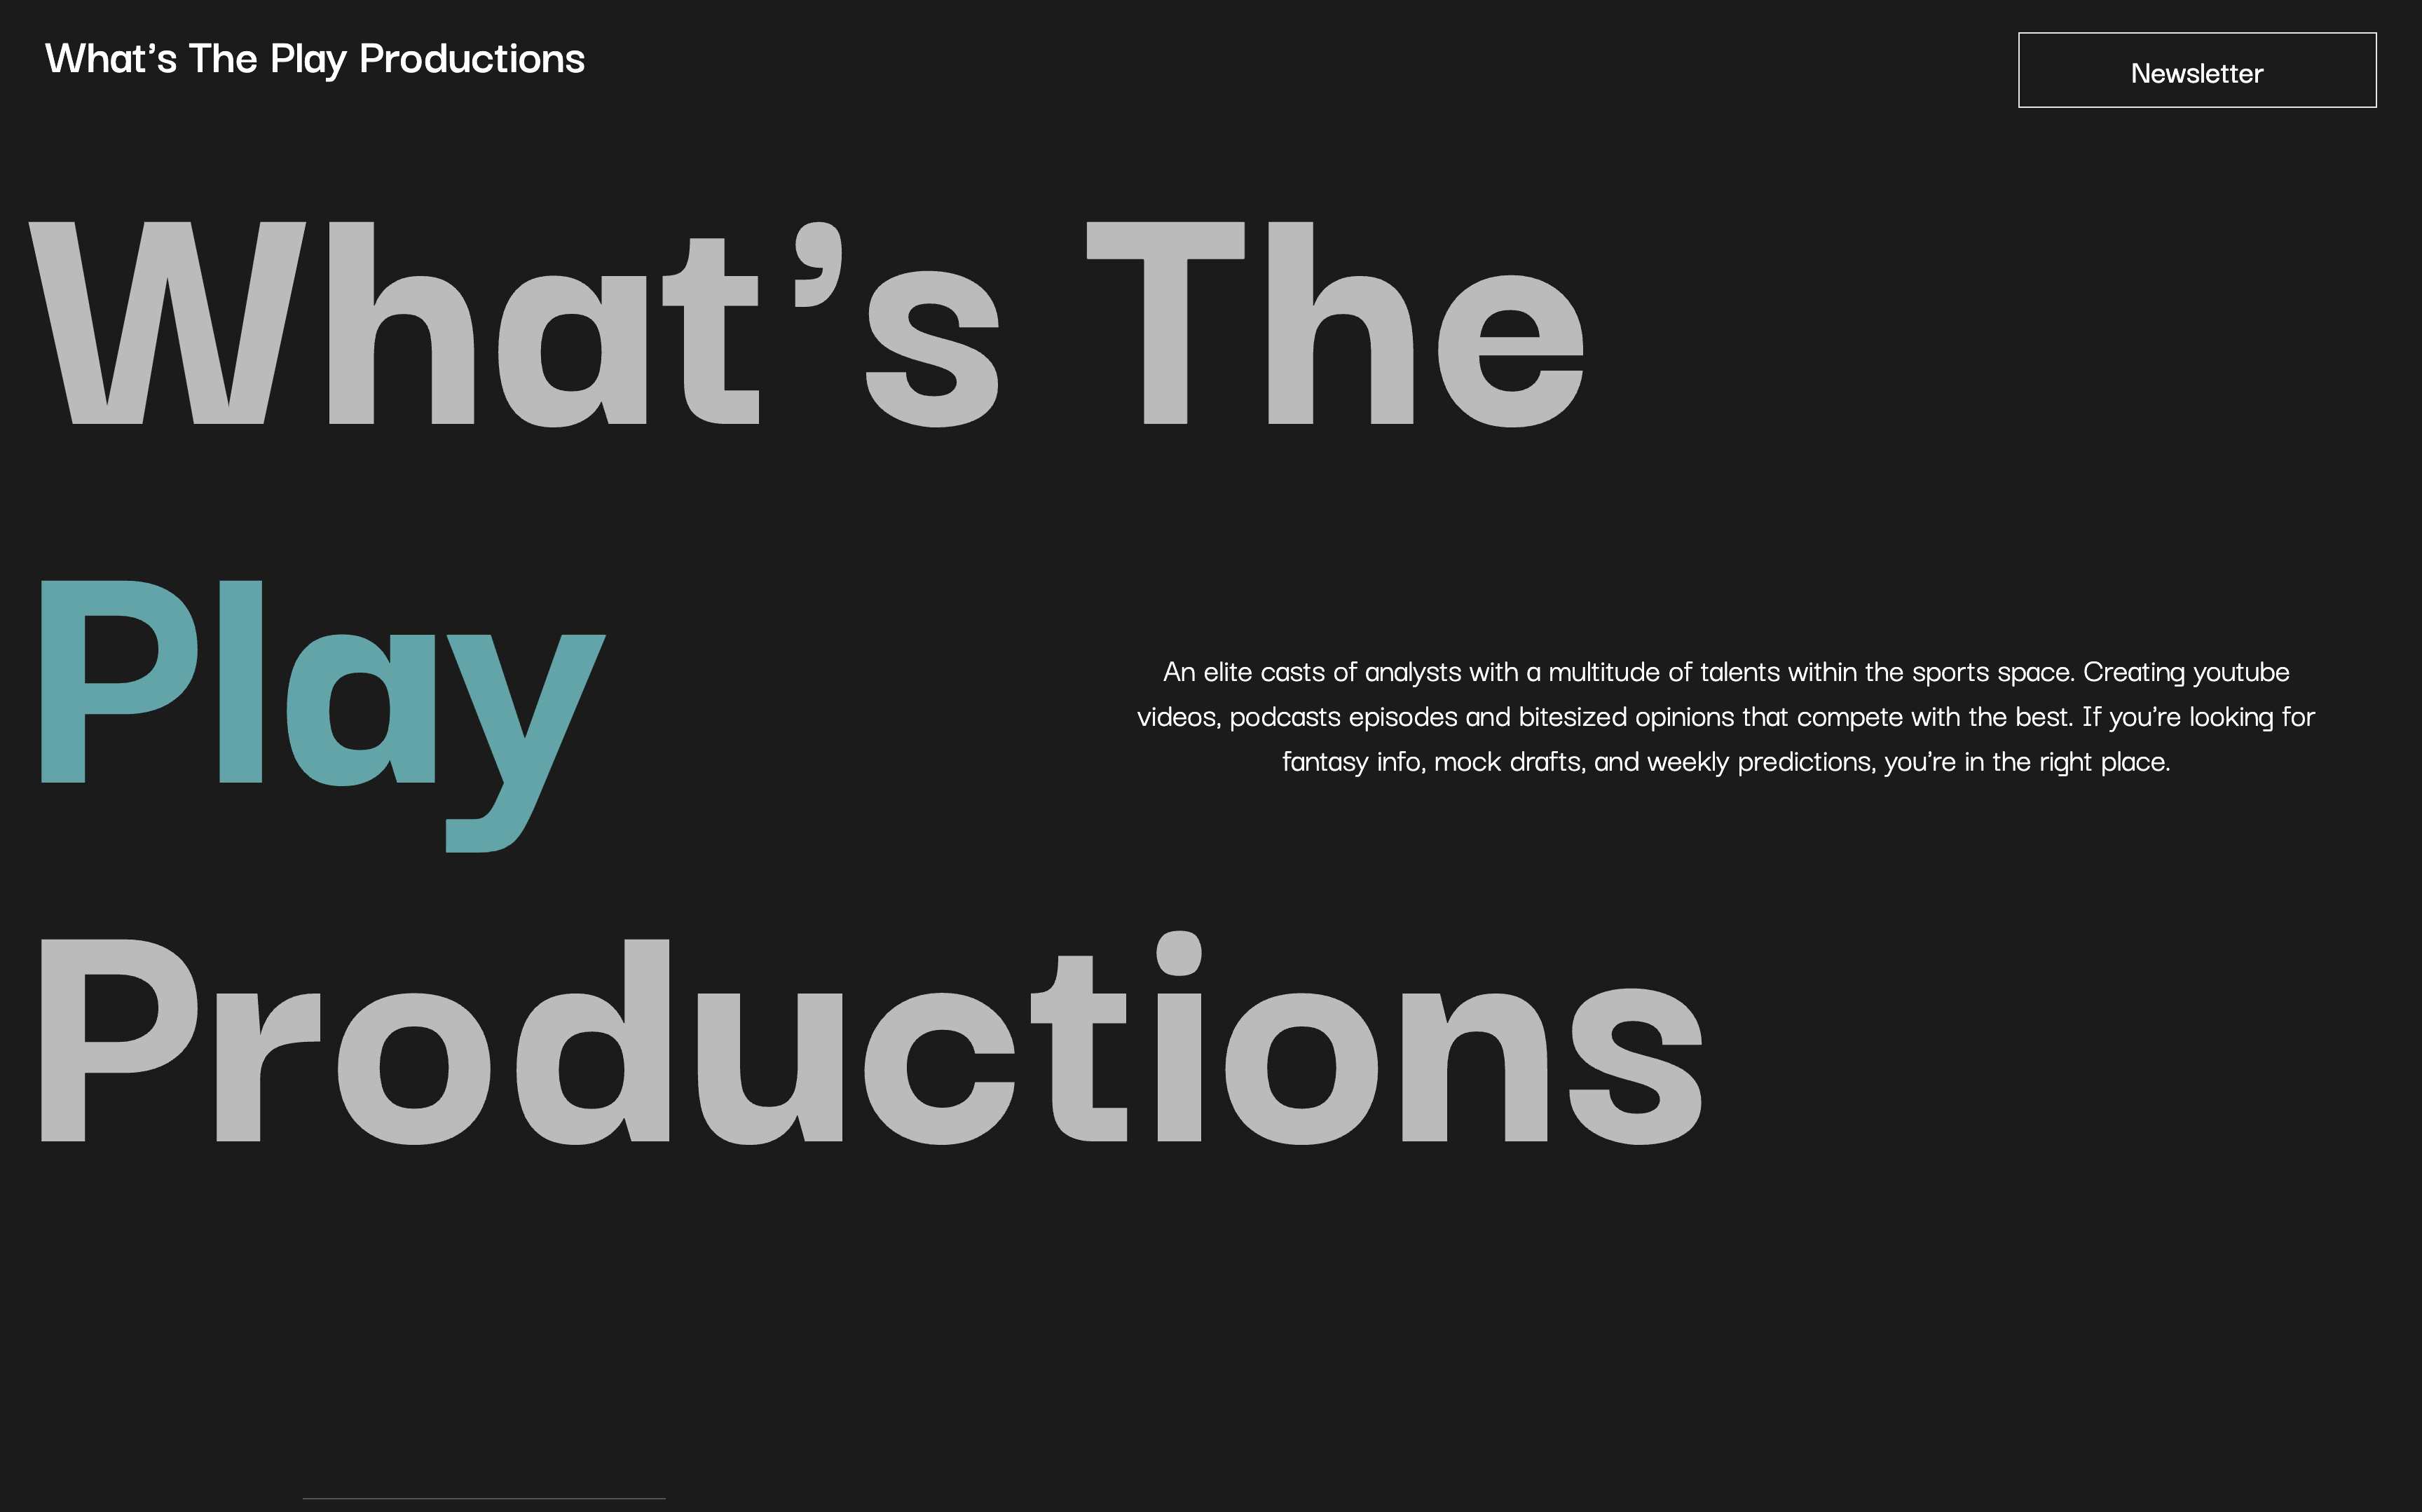 What's The Play Productions
Newsletter
What’s The
Play
An elite casts of analysts with a multitude of talents within the sports space. Creating youtube
videos, podcasts episodes and bitesized opinions that compete with the best. If you’re looking for
fantasy info, mock drafts, and weekly predictions, you’re in the right place.
Productions